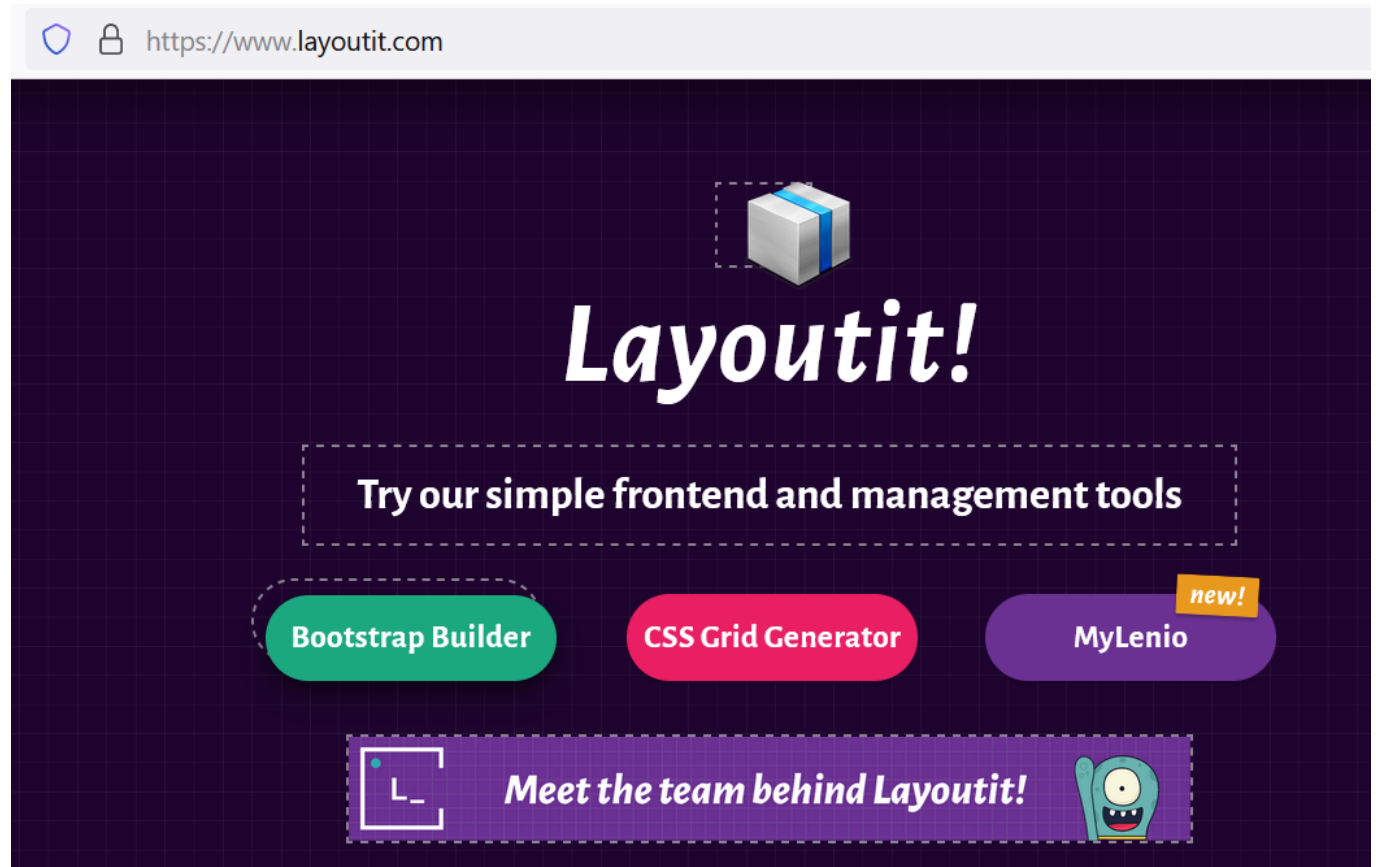 https://www.layoutit.com
Layoutit!
Try our simple frontend and management tools
new!
Bootstrap Builder CSS Grid Generator MyLenio
L_
Meet the team behind Layoutit!